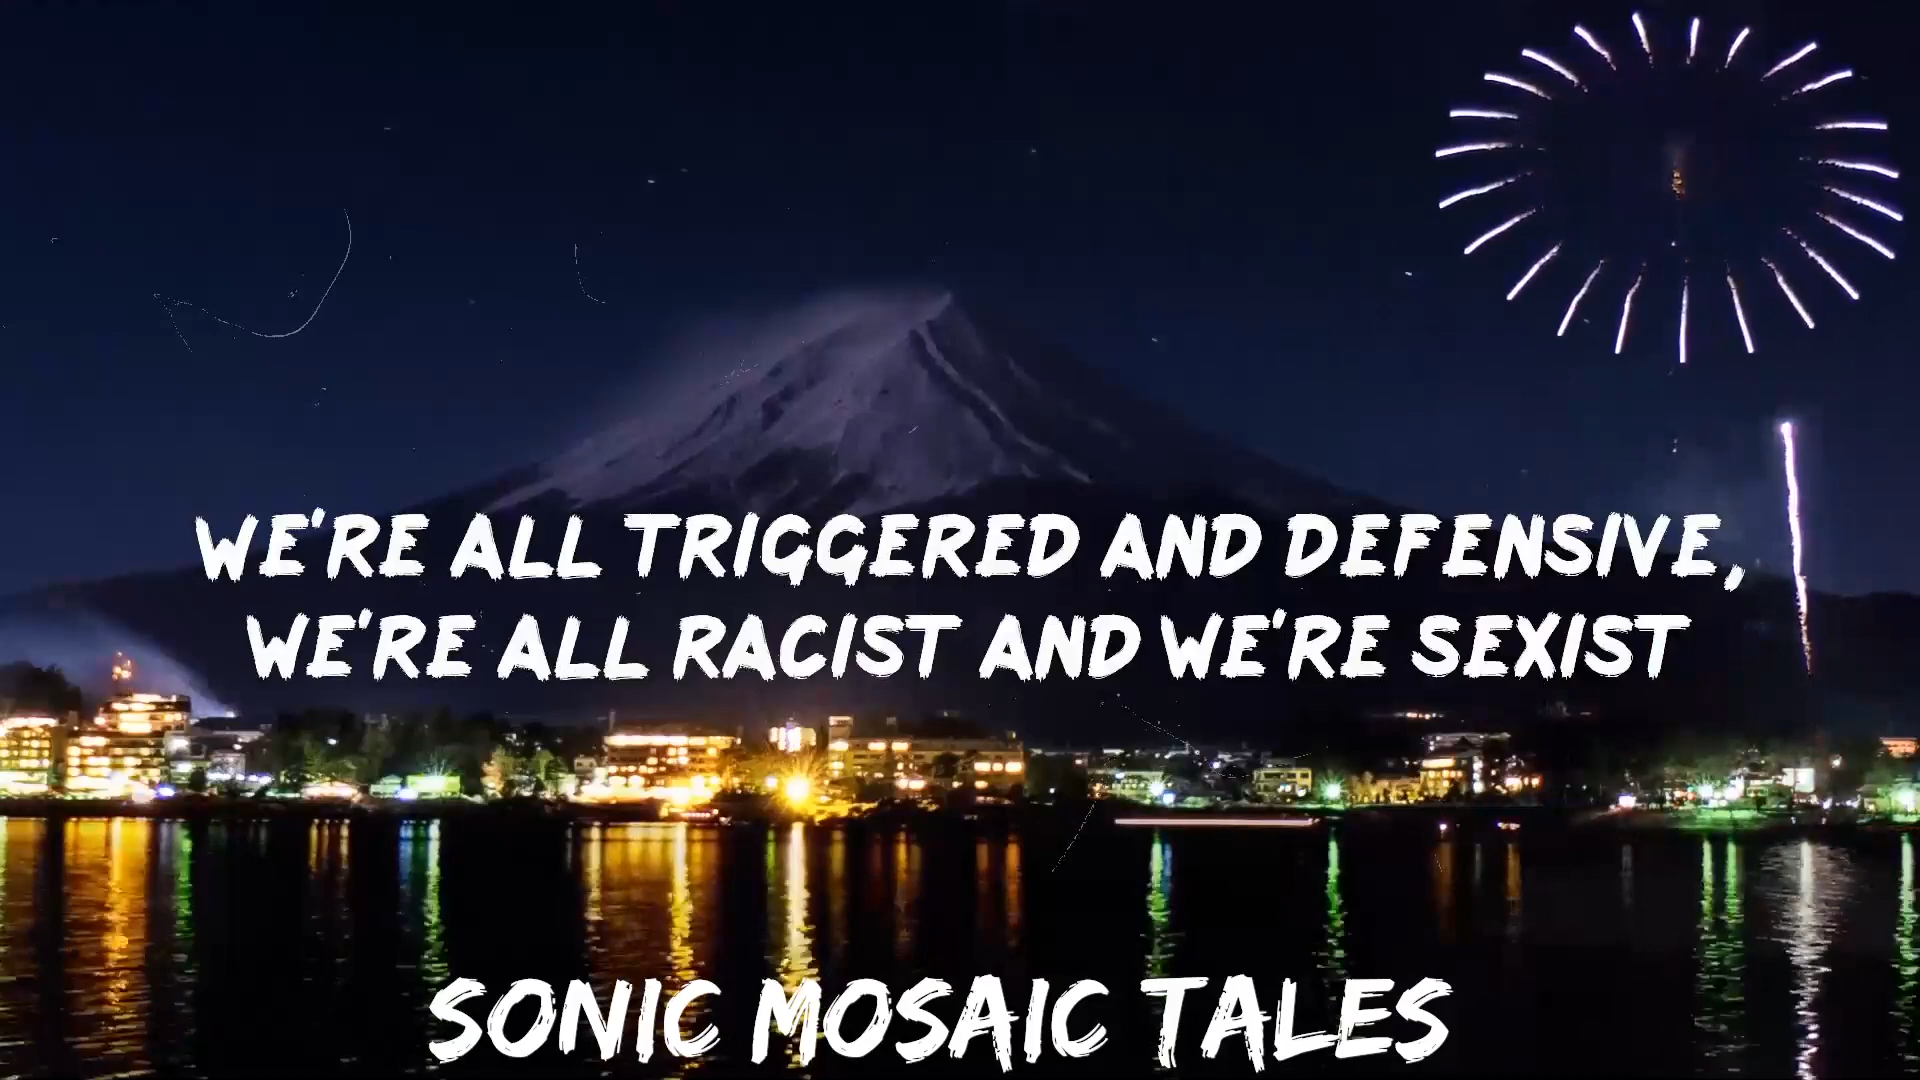 WE'RE ALL TRIGGERED AND DEFENSIVE,
WE'RE ALL RACIST AND WE'RE SEXIST
SONIC MOSAIC TALES